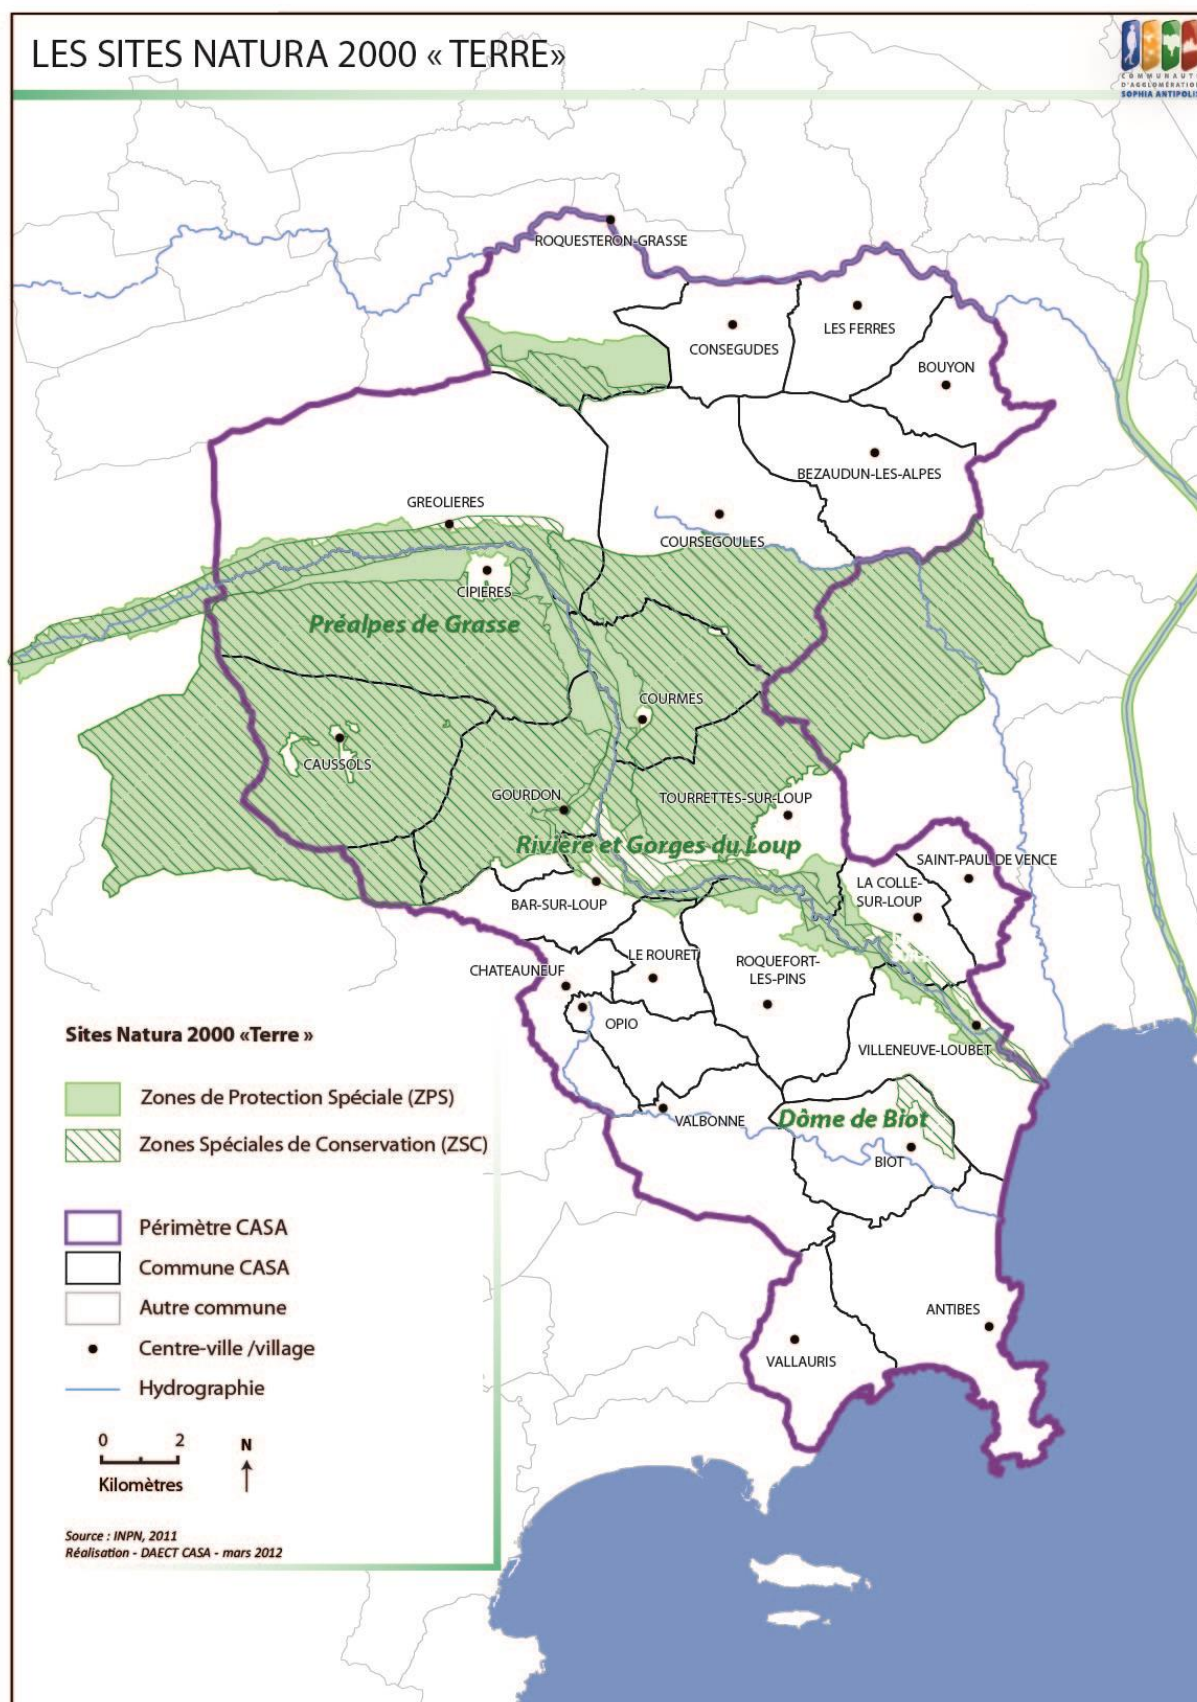 LES SITES NATURA 2000 « TERRE»
COMMUNAUTÉ
D'AGGLOMÉRATION
SOPHIA ANTIPOLIS
ROQUESTERON-GRASSE
CONSEGUDES
LES FERRES
BOUYON
BEZAUDUN-LES-ALPES
GREOLIERES
COURSEGOULES
CIPIERES
Préalpes de Grasse
COURMES
CAUSSOLS
GOURDON
TOURRETTES-SUR-LOUP
Rivière et Gorges du Loup
SAINT-PAUL DE VENCE
LA COLLE-
SUR-LOUP
BAR-SUR-LOUP
LE ROURET
ROQUEFORT-
LES-PINS
CHATEAUNEUF
OPIO
VILLENEUVE-LOUBET
VALBONNE
Dôme de Biot
BIOT
ANTIBES
VALLAURIS
Sites Natura 2000 «Terre »
Zones de Protection Spéciale (ZPS)
Zones Spéciales de Conservation (ZSC)
Périmètre CASA
Commune CASA
Autre commune
Centre-ville /village
Hydrographie
0 2
N
Kilomètres
Source : INPN, 2011
Réalisation - DAECT CASA - mars 2012